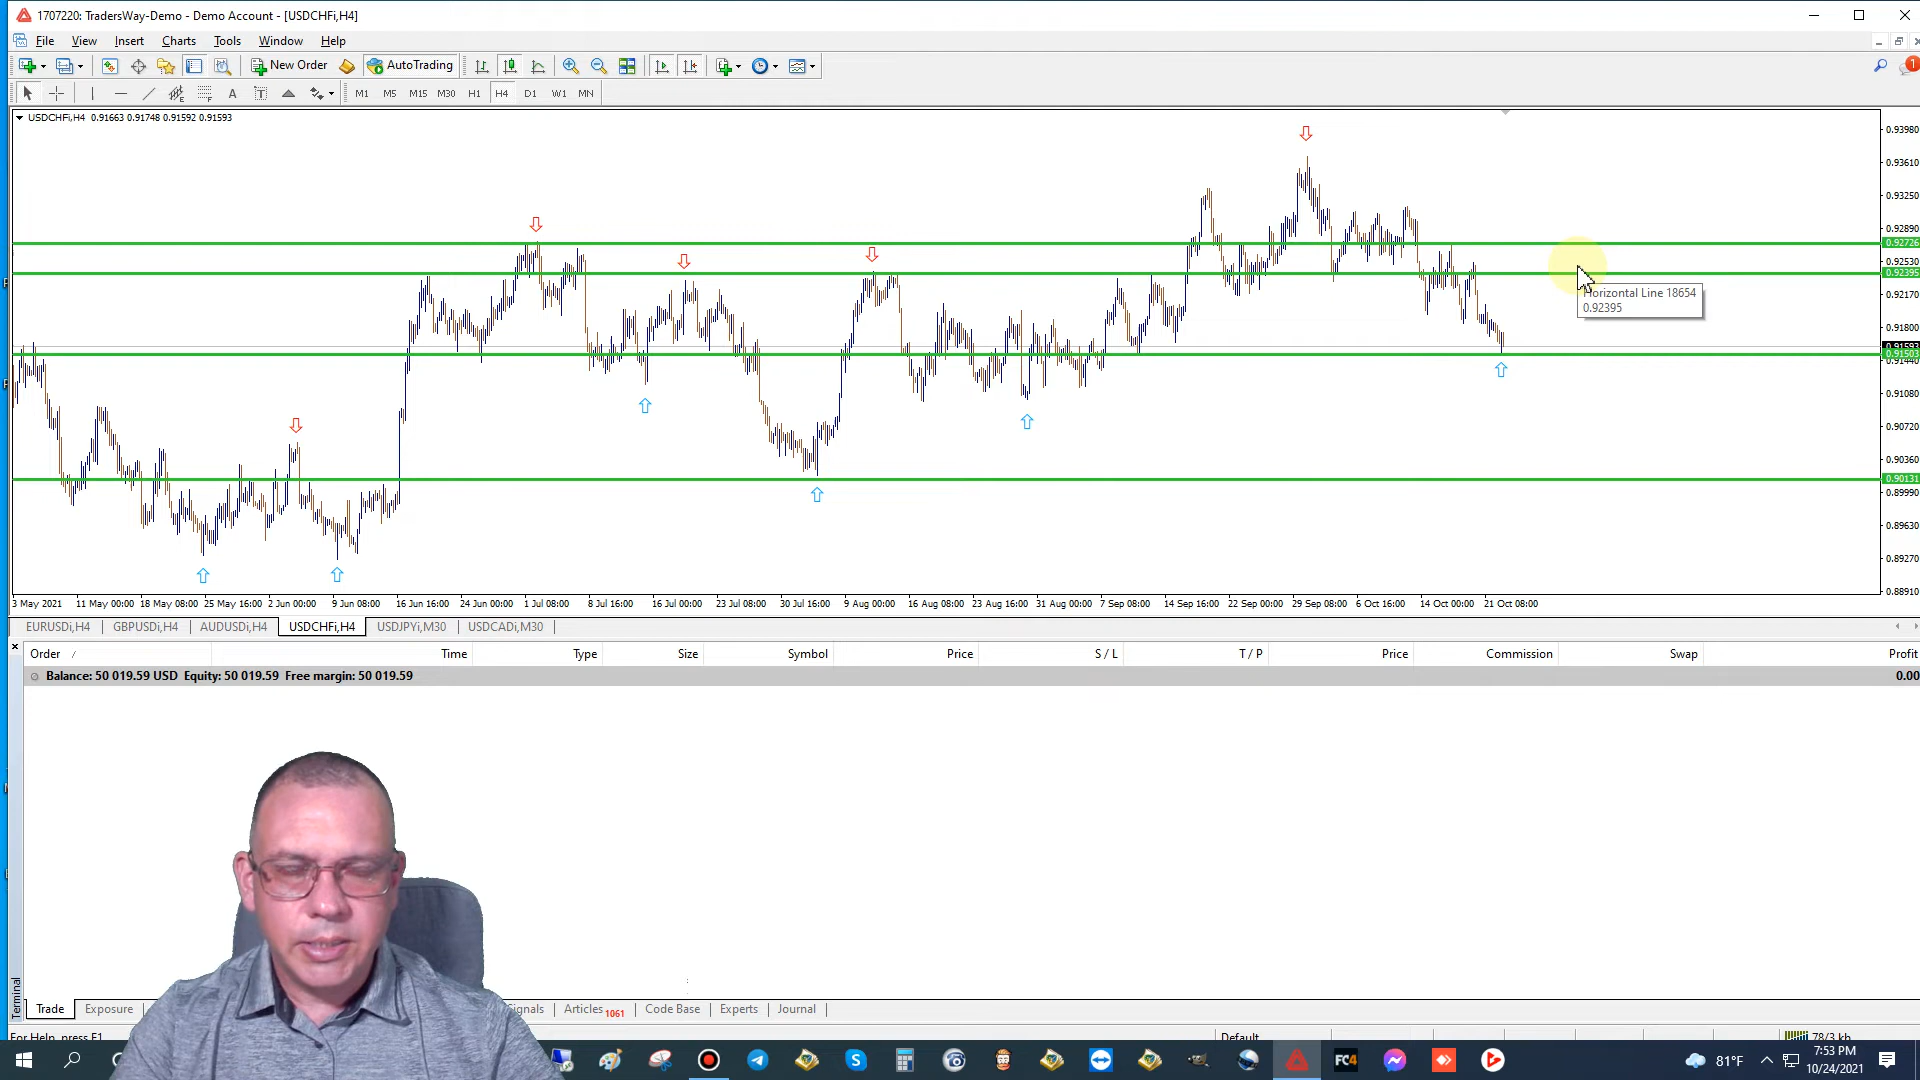 1707220: TradersWay-Demo - Demo Account - [USDCHFi,H4]
File View Insert Charts Tools Window Help
New Order AutoTrading
1
A T M1 M5 M15 M30 H1 H4 D1 W1 MN
USDCHFi,H4 0.91663 0.91748 0.91592 0.91593
0.93980
0.93610
0.93250
0.92890
0.92726
0.92530
0.92395
0.92170
0.91800
0.91593
0.91503
0.91440
0.91080
0.90720
0.90360
0.90131
0.89990
0.89630
0.89270
0.88910
Horizontal Line 18654
0.92395
3 May 2021 11 May 00:00 18 May 08:00 25 May 16:00 2 Jun 00:00 9 Jun 08:00 16 Jun 16:00 24 Jun 00:00 1 Jul 08:00 8 Jul 16:00 16 Jul 00:00 23 Jul 08:00 30 Jul 16:00 9 Aug 00:00 16 Aug 08:00 23 Aug 16:00 31 Aug 00:00 7 Sep 08:00 14 Sep 16:00 22 Sep 00:00 29 Sep 08:00 6 Oct 16:00 14 Oct 00:00 21 Oct 08:00
EURUSDi,H4 GBPUSDi,H4 AUDUSDi,H4 USDCHFi,H4 USDJPYi,M30 USDCADi,M30
Order / Time Type Size Symbol Price S / L T / P Price Commission Swap Profit
Balance: 50 019.59 USD Equity: 50 019.59 Free margin: 50 019.59 0.00
Terminal
Trade Exposure ignals Articles 1061 Code Base Experts Journal
For Help, press F1 Default 78/3 kb
FC4 81°F 7:53 PM
10/24/2021